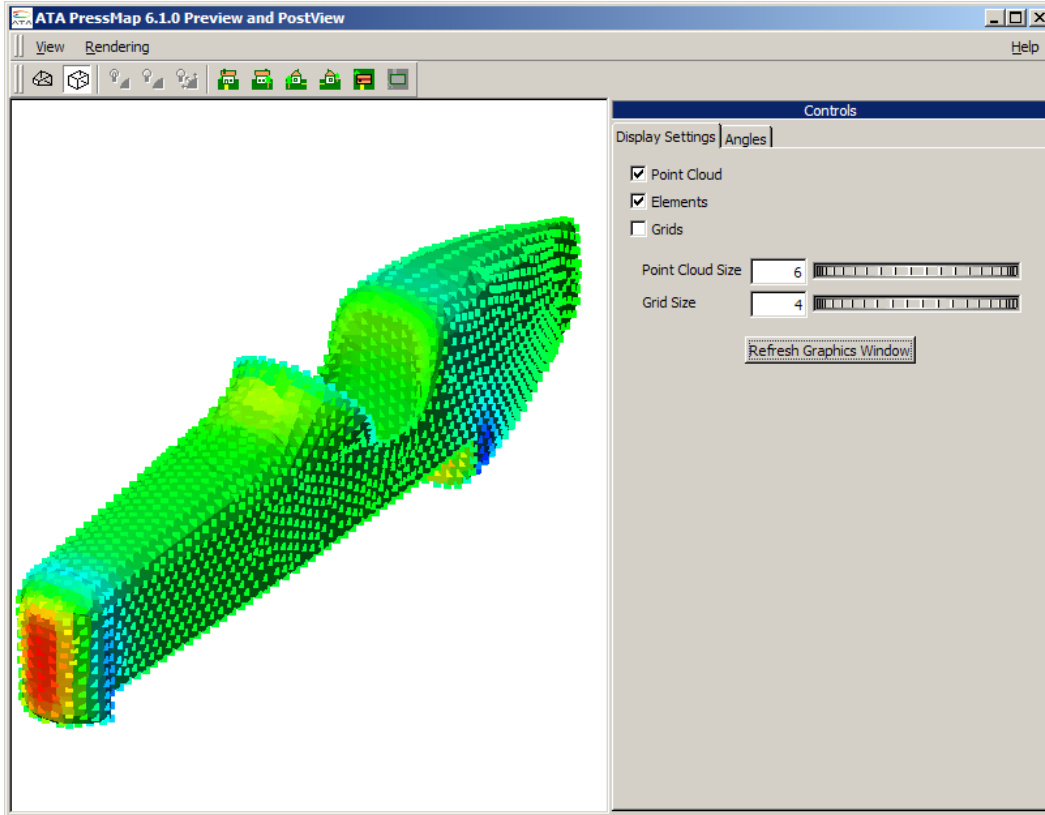 ATA PressMap 6.1.0 Preview and PostView
View Rendering Help
Controls
Display Settings Angles
Point Cloud
Elements
Grids
Point Cloud Size 6
Grid Size 4
Refresh Graphics Window